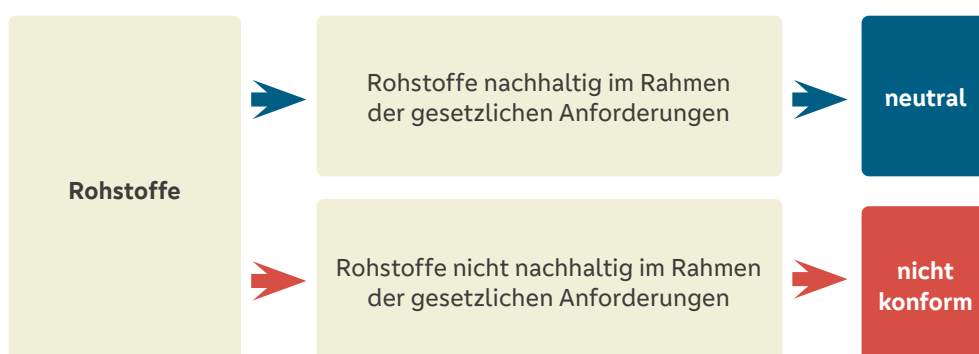 Rohstoffe
Rohstoffe nachhaltig im Rahmen
der gesetzlichen Anforderungen
neutral
Rohstoffe nicht nachhaltig im Rahmen
der gesetzlichen Anforderungen
nicht
konform